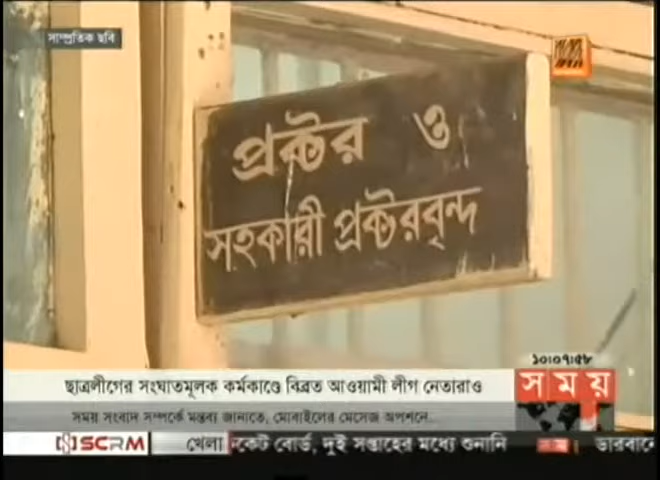 সাম্প্রতিক ছবি
প্রক্টর ও
সহকারী প্রক্টরবৃন্দ
১০:০৭:৫৮
ছাত্রলীগের সংঘাতমূলক কর্মকাণ্ডে বিব্রত আওয়ামী লীগ নেতারাও
সময়
সময় সংবাদ সম্পর্কে মন্তব্য জানাতে, মোবাইলের মেসেজ অপশনে..
SCRM খেলা কেট বোর্ড, দুই সপ্তাহের মধ্যে শুনানি সময় ডারবানে